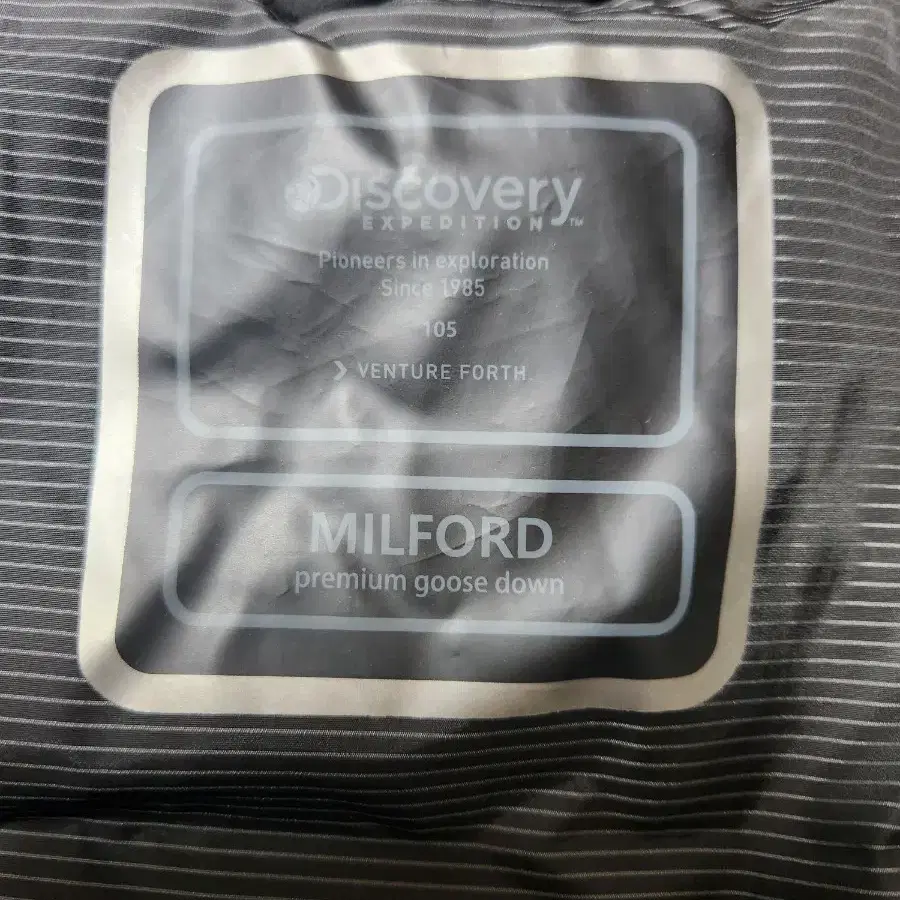 Discovery
EXPEDITION™
Pioneers in exploration
Since 1985
105
VENTURE FORTH
MILFORD
premium goose down